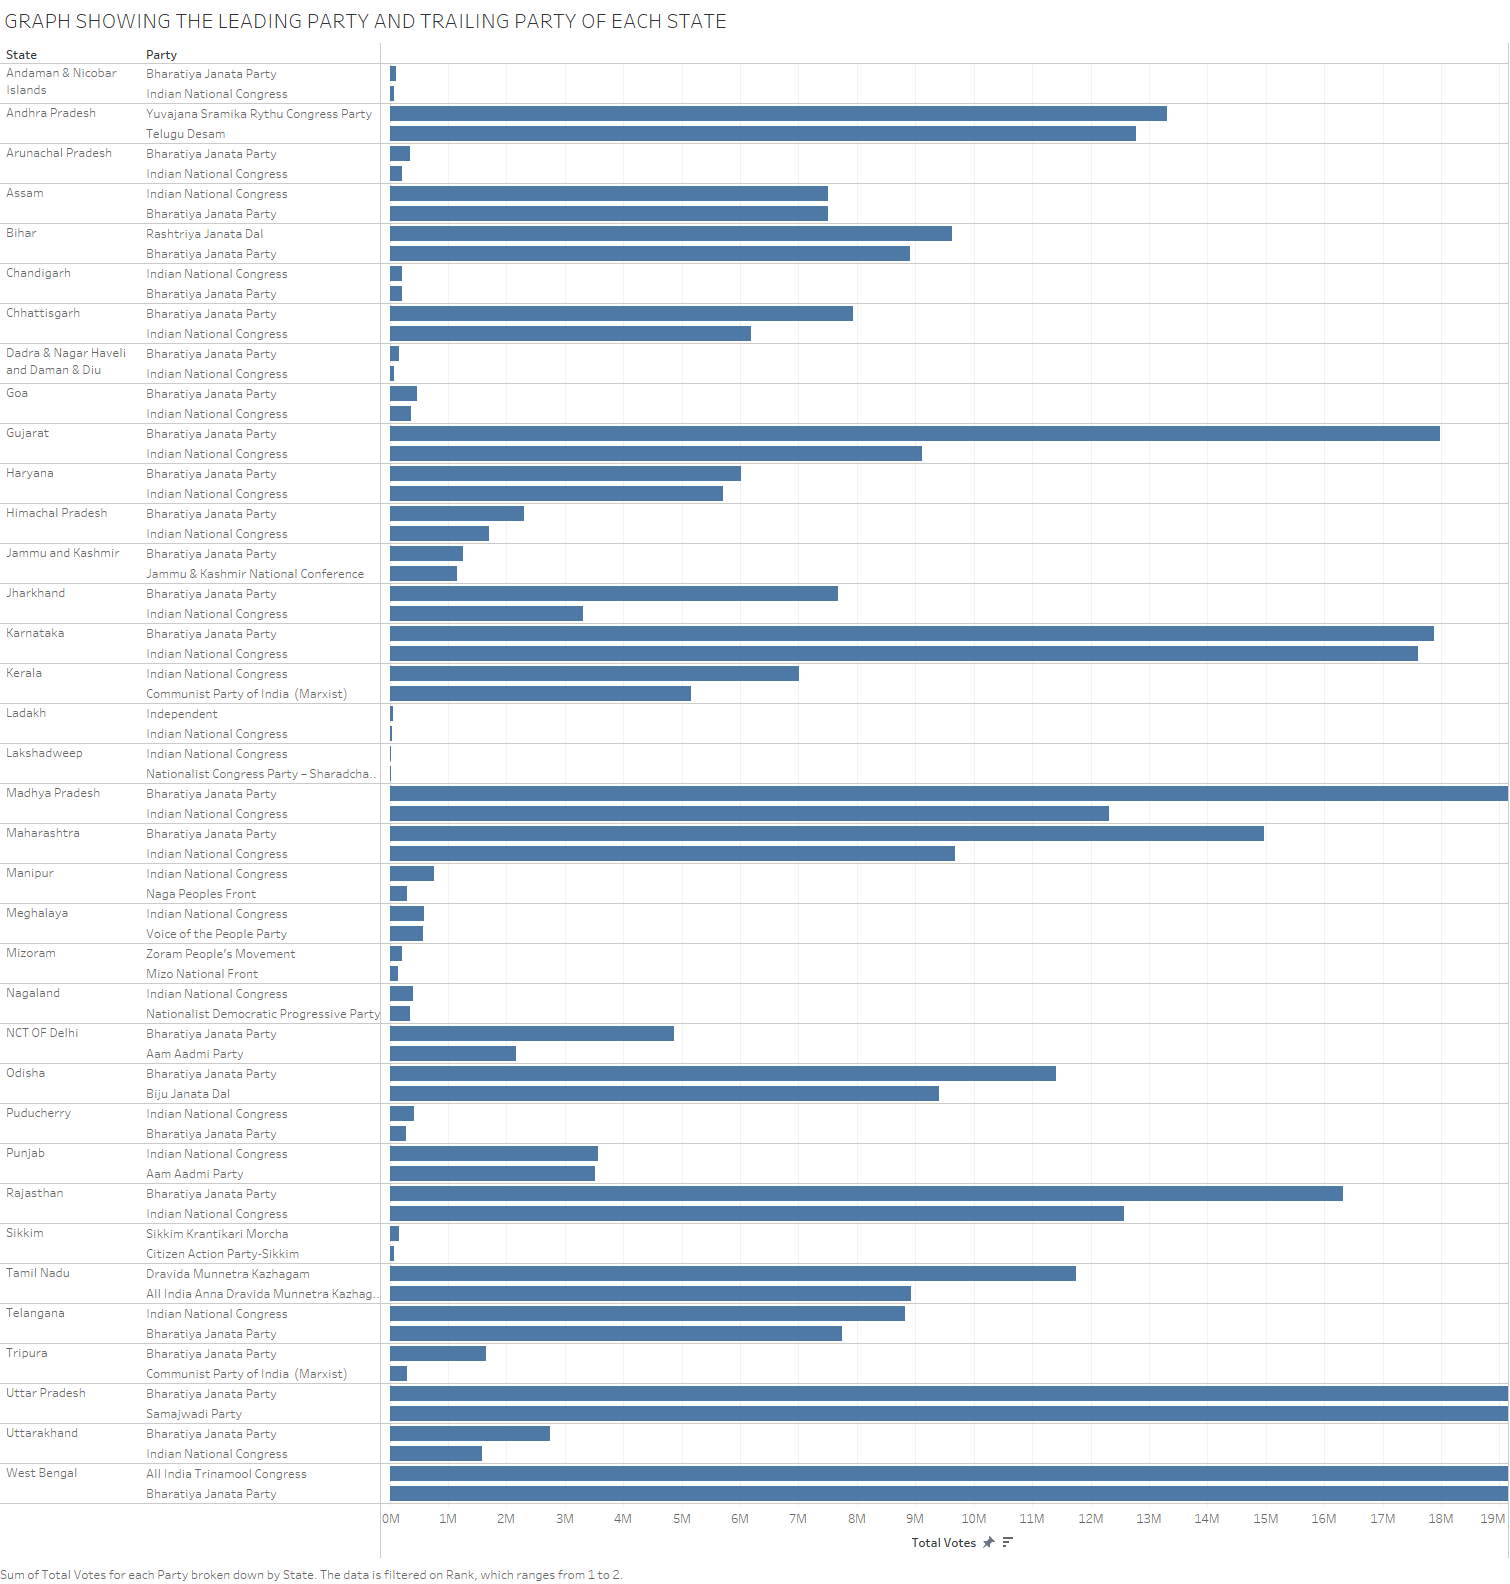 GRAPH SHOWING THE LEADING PARTY AND TRAILING PARTY OF EACH STATE
State Party
Andaman & Nicobar Bharatiya Janata Party
Islands Indian National Congress
Andhra Pradesh Yuvajana Sramika Rythu Congress Party
Telugu Desam
Arunachal Pradesh Bharatiya Janata Party
Indian National Congress
Assam Indian National Congress
Bharatiya Janata Party
Bihar Rashtriya Janata Dal
Bharatiya Janata Party
Chandigarh Indian National Congress
Bharatiya Janata Party
Chhattisgarh Bharatiya Janata Party
Indian National Congress
Dadra & Nagar Haveli Bharatiya Janata Party
and Daman & Diu Indian National Congress
Goa Bharatiya Janata Party
Indian National Congress
Gujarat Bharatiya Janata Party
Indian National Congress
Haryana Bharatiya Janata Party
Indian National Congress
Himachal Pradesh Bharatiya Janata Party
Indian National Congress
Jammu and Kashmir Bharatiya Janata Party
Jammu & Kashmir National Conference
Jharkhand Bharatiya Janata Party
Indian National Congress
Karnataka Bharatiya Janata Party
Indian National Congress
Kerala Indian National Congress
Communist Party of India (Marxist)
Ladakh Independent
Indian National Congress
Lakshadweep Indian National Congress
Nationalist Congress Party – Sharadcha..
Madhya Pradesh Bharatiya Janata Party
Indian National Congress
Maharashtra Bharatiya Janata Party
Indian National Congress
Manipur Indian National Congress
Naga Peoples Front
Meghalaya Indian National Congress
Voice of the People Party
Mizoram Zoram People's Movement
Mizo National Front
Nagaland Indian National Congress
Nationalist Democratic Progressive Party
NCT OF Delhi Bharatiya Janata Party
Aam Aadmi Party
Odisha Bharatiya Janata Party
Biju Janata Dal
Puducherry Indian National Congress
Bharatiya Janata Party
Punjab Indian National Congress
Aam Aadmi Party
Rajasthan Bharatiya Janata Party
Indian National Congress
Sikkim Sikkim Krantikari Morcha
Citizen Action Party-Sikkim
Tamil Nadu Dravida Munnetra Kazhagam
All India Anna Dravida Munnetra Kazhag..
Telangana Indian National Congress
Bharatiya Janata Party
Tripura Bharatiya Janata Party
Communist Party of India (Marxist)
Uttar Pradesh Bharatiya Janata Party
Samajwadi Party
Uttarakhand Bharatiya Janata Party
Indian National Congress
West Bengal All India Trinamool Congress
Bharatiya Janata Party
0M 1M 2M 3M 4M 5M 6M 7M 8M 9M 10M 11M 12M 13M 14M 15M 16M 17M 18M 19M
Total Votes
Sum of Total Votes for each Party broken down by State. The data is filtered on Rank, which ranges from 1 to 2.